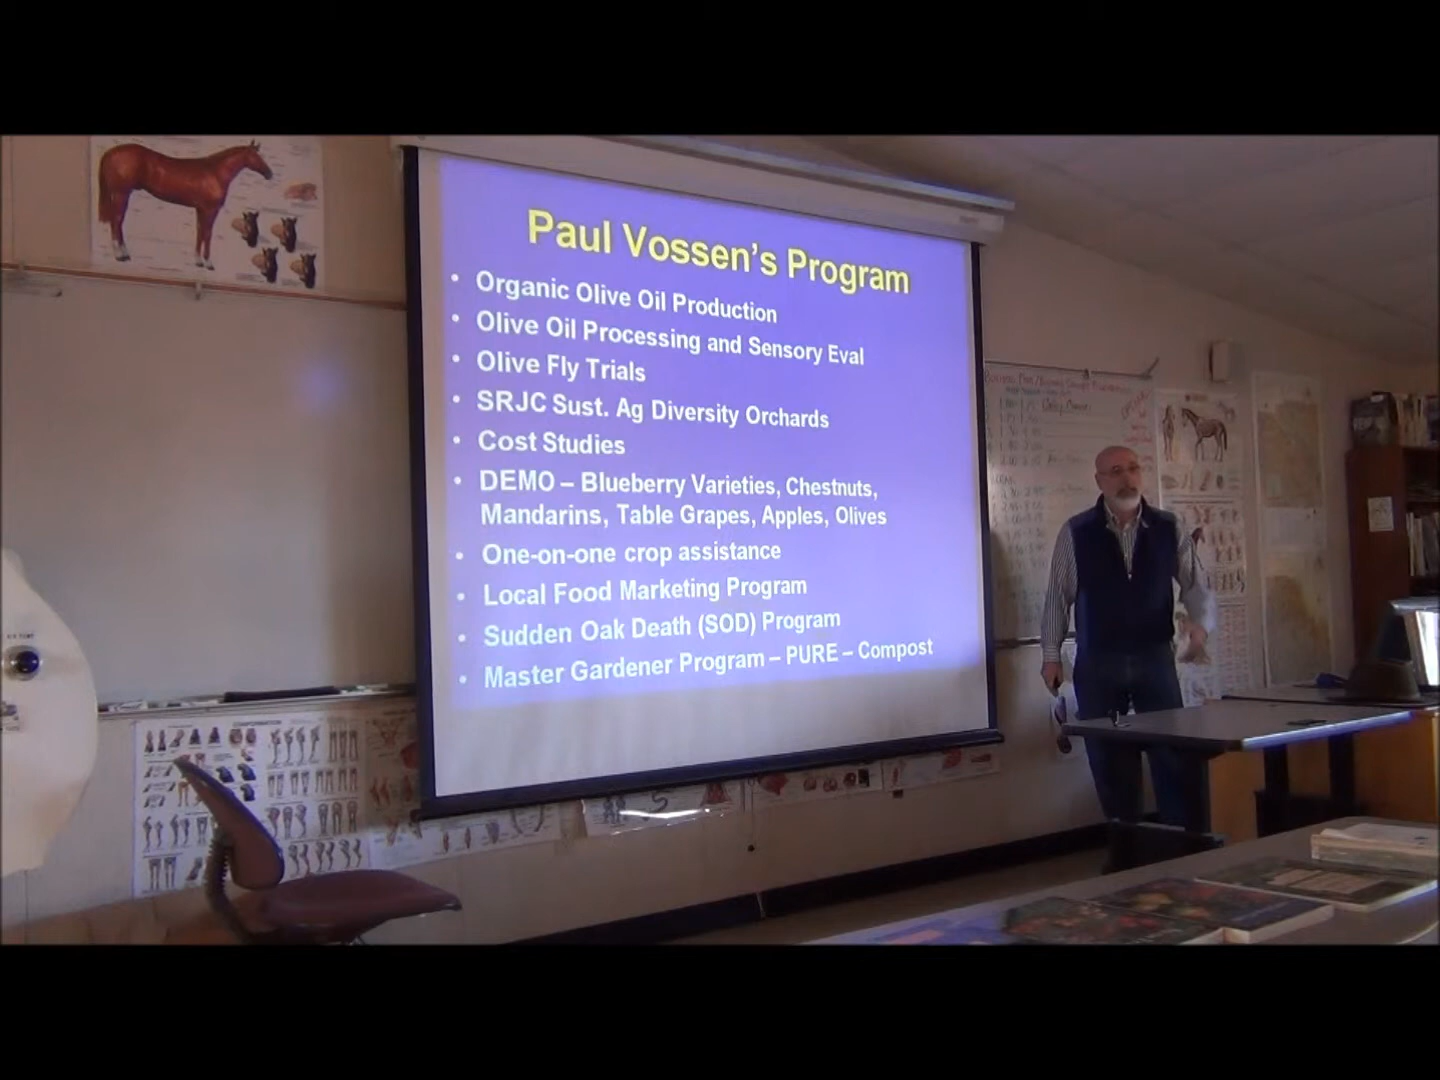 Paul Vossen's Program
• Organic Olive Oil Production
• Olive Oil Processing and Sensory Eval
• Olive Fly Trials
• SRJC Sust. Ag Diversity Orchards
• Cost Studies
• DEMO – Blueberry Varieties, Chestnuts,
Mandarins, Table Grapes, Apples, Olives
• One-on-one crop assistance
• Local Food Marketing Program
• Sudden Oak Death (SOD) Program
• Master Gardener Program – PURE – Compost